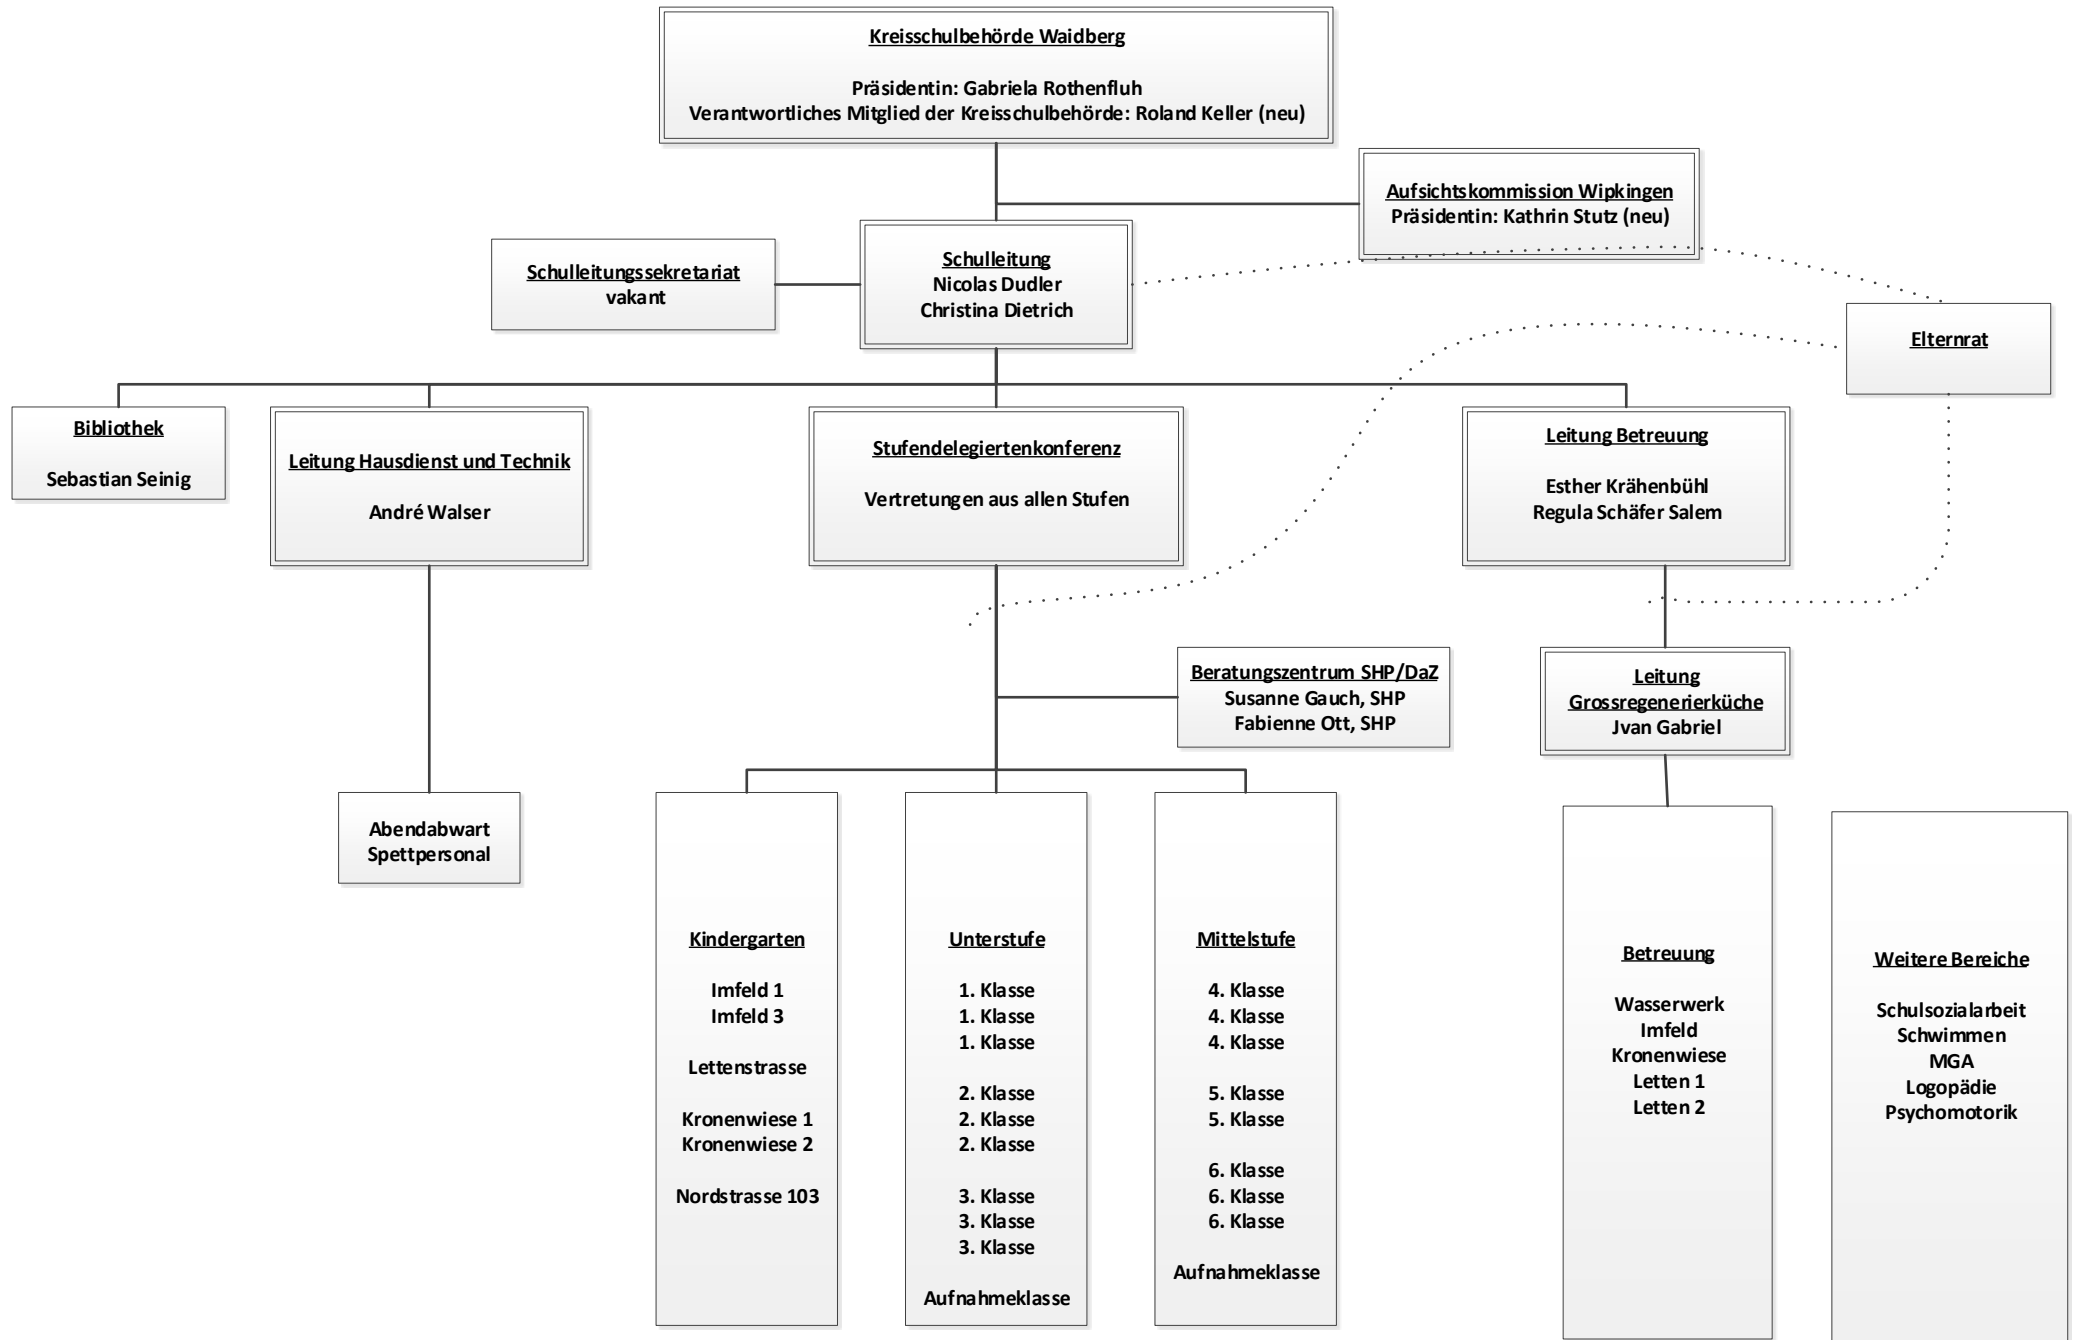 Kreisschulbehörde Waidberg
Präsidentin: Gabriela Rothenfluh
Verantwortliches Mitglied der Kreisschulbehörde: Roland Keller (neu)
Aufsichtskommission Wipkingen
Präsidentin: Kathrin Stutz (neu)
Schulleitungssekretariat
vakant
Schulleitung
Nicolas Dudler
Christina Dietrich
Elternrat
Bibliothek
Sebastian Seinig
Leitung Hausdienst und Technik
André Walser
Stufendelegiertenkonferenz
Vertretungen aus allen Stufen
Leitung Betreuung
Esther Krähenbühl
Regula Schäfer Salem
Beratungszentrum SHP/DaZ
Susanne Gauch, SHP
Fabienne Ott, SHP
Leitung
Grossregenerierküche
Jvan Gabriel
Abendabwart
Spettpersonal
Kindergarten
Imfeld 1
Imfeld 3
Lettenstrasse
Kronenwiese 1
Kronenwiese 2
Nordstrasse 103
Unterstufe
1. Klasse
1. Klasse
1. Klasse
2. Klasse
2. Klasse
2. Klasse
3. Klasse
3. Klasse
3. Klasse
Aufnahmeklasse
Mittelstufe
4. Klasse
4. Klasse
4. Klasse
5. Klasse
5. Klasse
6. Klasse
6. Klasse
6. Klasse
Aufnahmeklasse
Betreuung
Wasserwerk
Imfeld
Kronenwiese
Letten 1
Letten 2
Weitere Bereiche
Schulsozialarbeit
Schwimmen
MGA
Logopädie
Psychomotorik